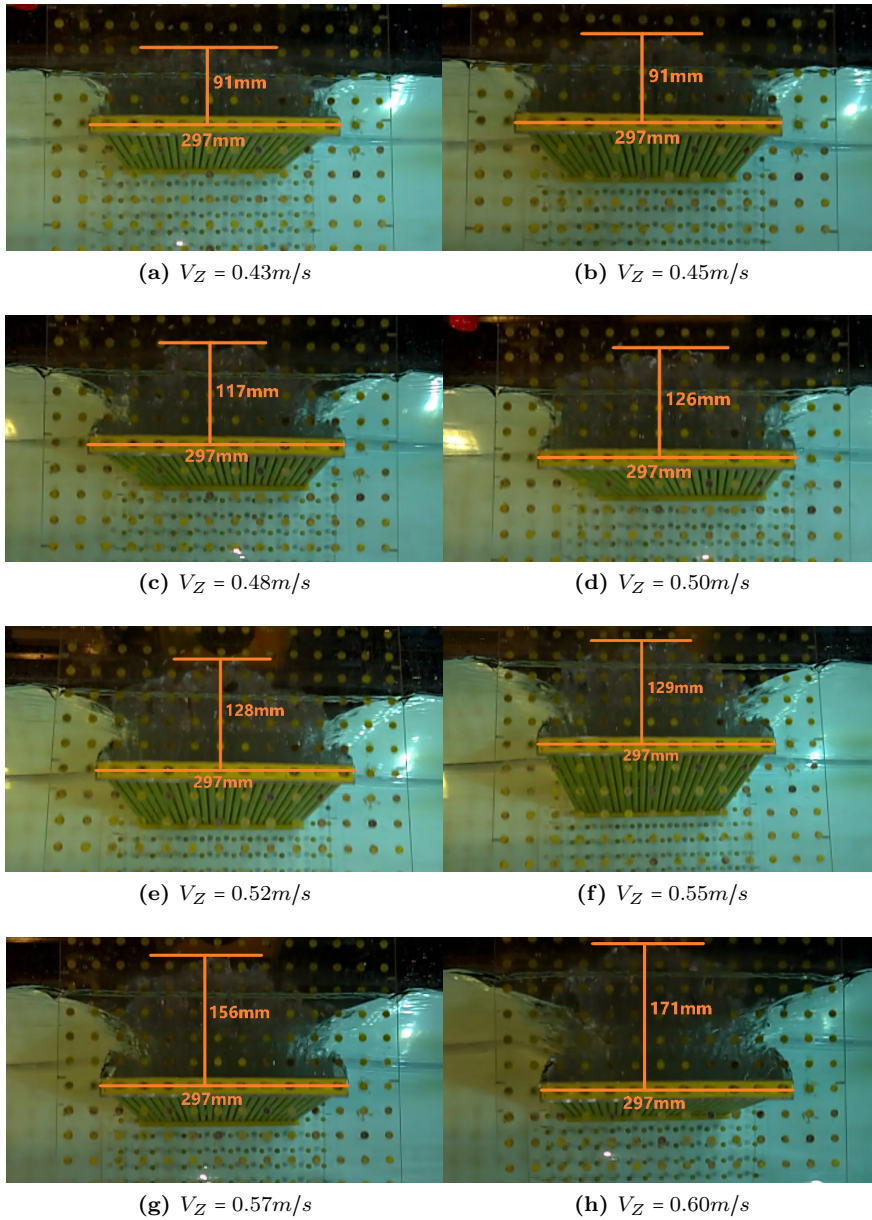 91mm
297mm
91mm
297mm
(a) V_Z = 0.43m/s
(b) V_Z = 0.45m/s
117mm
297mm
126mm
297mm
(c) V_Z = 0.48m/s
(d) V_Z = 0.50m/s
128mm
297mm
129mm
297mm
(e) V_Z = 0.52m/s
(f) V_Z = 0.55m/s
156mm
297mm
171mm
297mm
(g) V_Z = 0.57m/s
(h) V_Z = 0.60m/s